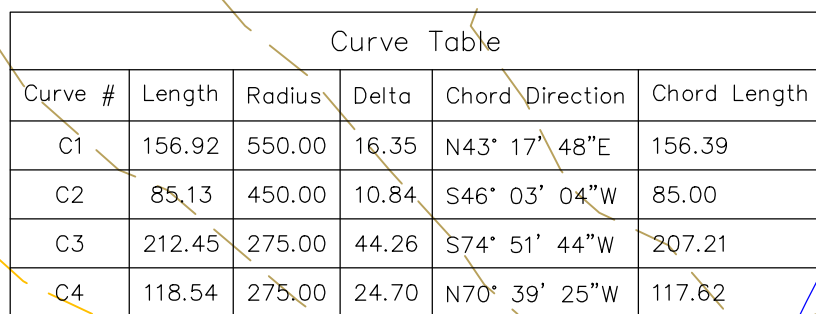 Curve Table
Curve # Length Radius Delta Chord Direction Chord Length
C1 156.92 550.00 16.35 N43° 17' 48"E 156.39
C2 85.13 450.00 10.84 S46° 03' 04"W 85.00
C3 212.45 275.00 44.26 S74° 51' 44"W 207.21
C4 118.54 275.00 24.70 N70° 39' 25"W 117.62